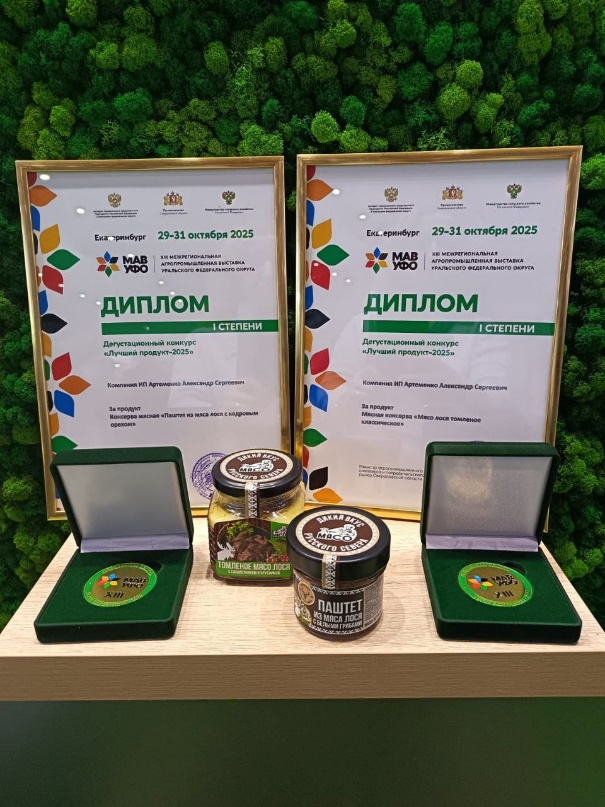 Екатеринбург 29-31 октября 2025
МАВ УФО
XIII МЕЖРЕГИОНАЛЬНАЯ
АГРОПРОМЫШЛЕННАЯ ВЫСТАВКА
УРАЛЬСКОГО ФЕДЕРАЛЬНОГО ОКРУГА
ДИПЛОМ
I СТЕПЕНИ
Дегустационный конкурс
«Лучший продукт-2025»
Компания ИП Артеменко Александр Сергеевич
За продукт
Консерва мясная «Паштет из мяса лося с кедровым
орехом»
Екатеринбург 29-31 октября 2025
МАВ УФО
XIII МЕЖРЕГИОНАЛЬНАЯ
АГРОПРОМЫШЛЕННАЯ ВЫСТАВКА
УРАЛЬСКОГО ФЕДЕРАЛЬНОГО ОКРУГА
ДИПЛОМ
I СТЕПЕНИ
Дегустационный конкурс
«Лучший продукт-2025»
Компания ИП Артеменко Александр Сергеевич
За продукт
Мясная консерва «Мясо лося томленое
классическое»
МАВ
УФО
XIII
ДИКИЙ ВКУС
МЯСО
РУССКОГО СЕВЕРА
ТОМЛЕНОЕ МЯСО ЛОСЯ
ДИКИЙ ВКУС
МЯСО
РУССКОГО СЕВЕРА
ПАШТЕТ
ИЗ МЯСА ЛОСЯ
С БЕЛЫМИ ГРИБАМИ
МАВ
УФО
XIII